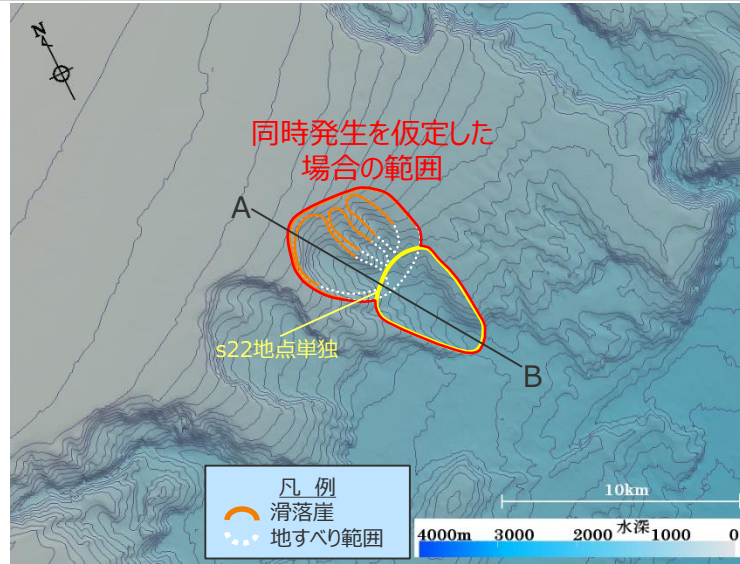 N
同時発生を仮定した
場合の範囲
A
s22地点単独
B
凡 例
滑落崖
地すべり範囲
10km
水深
4000m 3000 2000 1000 0